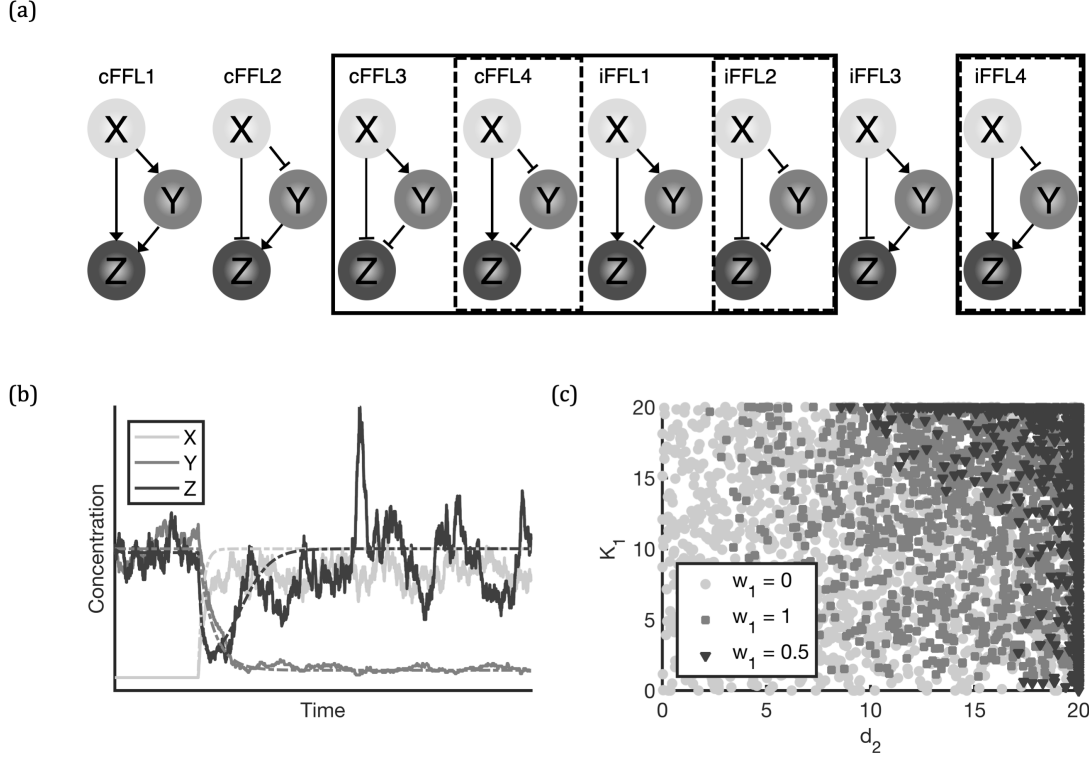 (a)
cFFL1 cFFL2 cFFL3 cFFL4 iFFL1 iFFL2 iFFL3 iFFL4
X X X X X X X X
Y Y Y Y Y Y Y Y
Z Z Z Z Z Z Z Z
(b)
X
Y
Z
Concentration
Time
(c)
20
15
10
5
0
K1
w1 = 0
w1 = 1
w1 = 0.5
0 5 10 15 20
d2